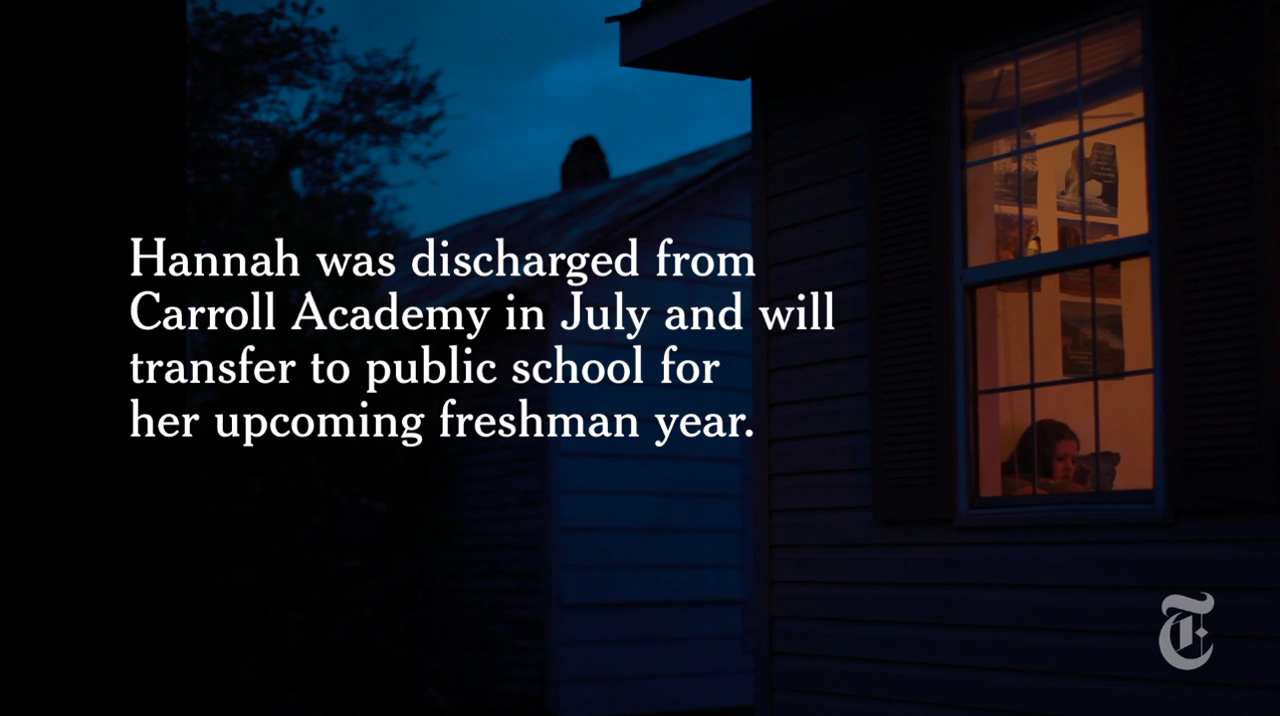 Hannah was discharged from
Carroll Academy in July and will
transfer to public school for
her upcoming freshman year.
T